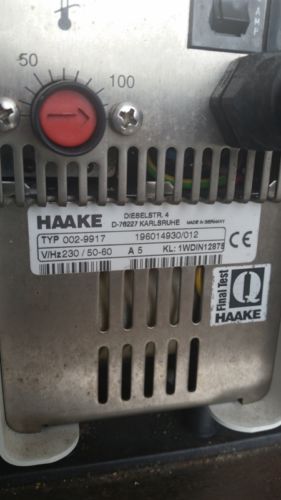 AMP
50
100
HAAKE
DIESELSTR. 4
D-76227 KARLSRUHE
MADE IN GERMANY
TYP 002-9917 196014930/012
V/Hz 230 / 50-60 A 5 KL: 1WDIN12876
CE
Final Test
Q
HAAKE